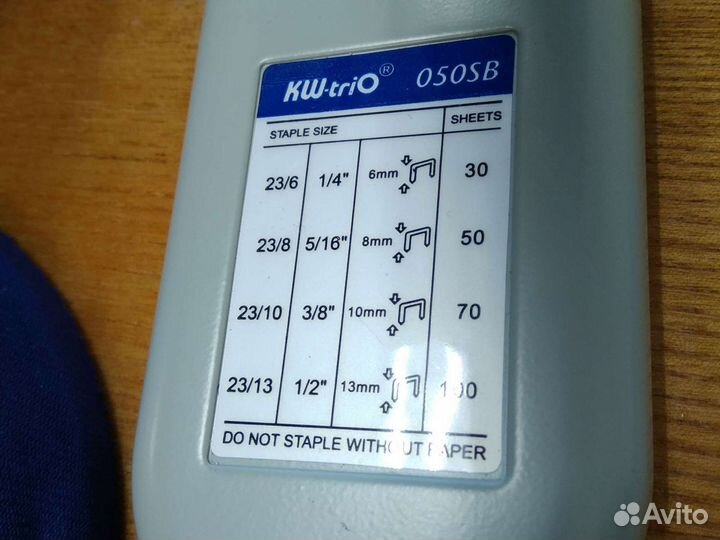 KW-triO® 050SB
STAPLE SIZE SHEETS
23/6 1/4" 6mm 30
23/8 5/16" 8mm 50
23/10 3/8" 10mm 70
23/13 1/2" 13mm 100
DO NOT STAPLE WITHOUT PAPER
Avito